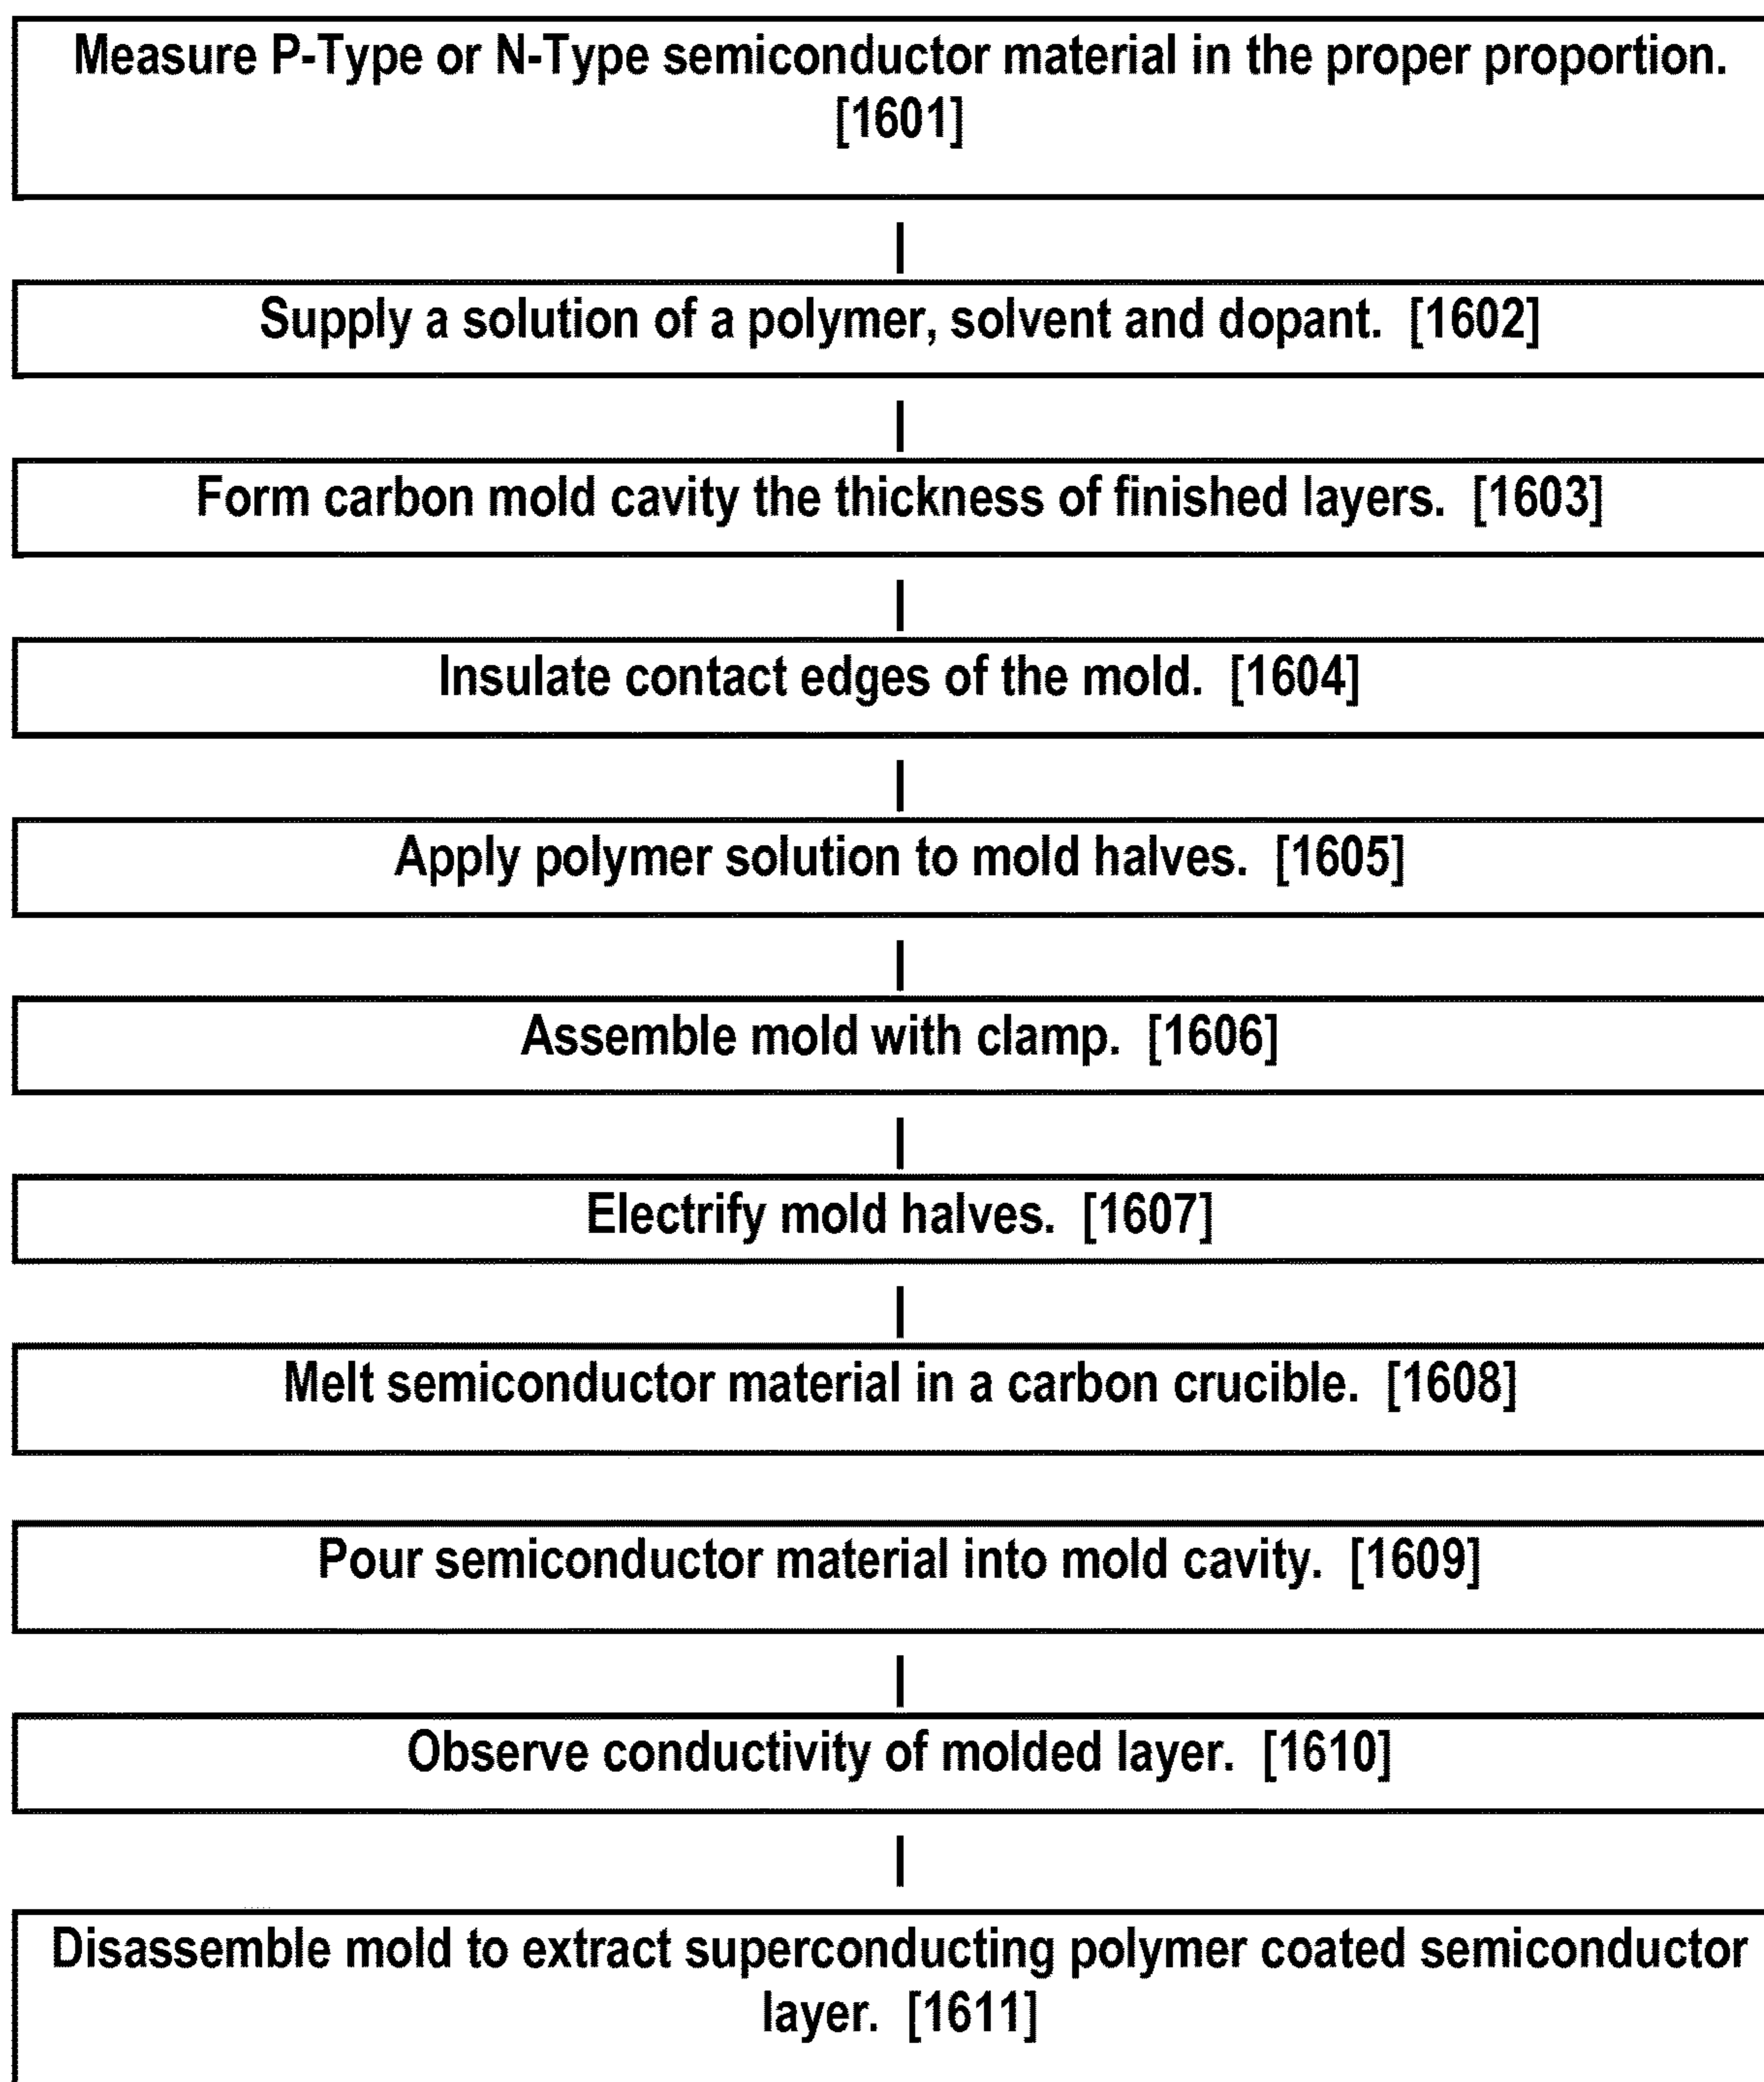 Measure P-Type or N-Type semiconductor material in the proper proportion.
[1601]
Supply a solution of a polymer, solvent and dopant. [1602]
Form carbon mold cavity the thickness of finished layers. [1603]
Insulate contact edges of the mold. [1604]
Apply polymer solution to mold halves. [1605]
Assemble mold with clamp. [1606]
Electrify mold halves. [1607]
Melt semiconductor material in a carbon crucible. [1608]
Pour semiconductor material into mold cavity. [1609]
Observe conductivity of molded layer. [1610]
Disassemble mold to extract superconducting polymer coated semiconductor
layer. [1611]